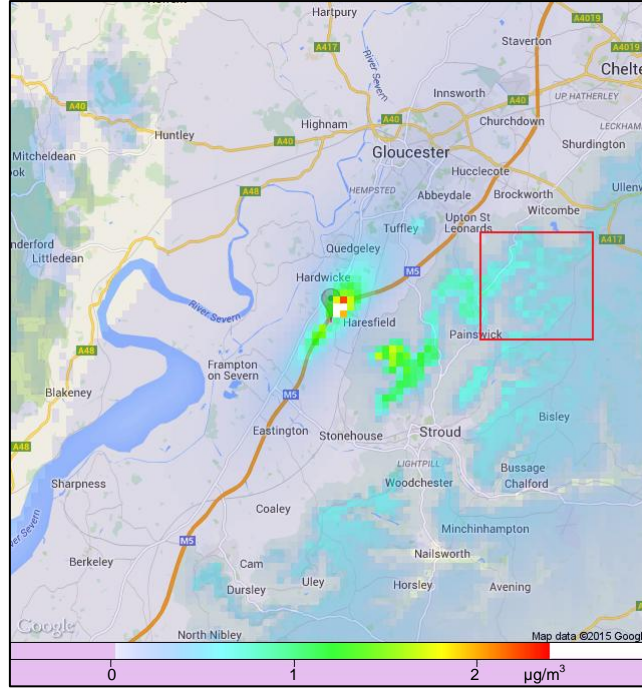 Hartpury
A417
Staverton
A4019
A4019
Chelte
River Severn
Innsworth
A40
UP HATHERLEY
A40
Highnam
Churchdown
LECKHAM
Huntley
A40
Mitcheldean
ook
Gloucester
Shurdington
A48
HEMPSTED
Hucclecote
Abbeydale
Brockworth
Ullenw
Witcombe
Tuffley
Upton St
Leonards
A417
nderford
Littledean
Quedgeley
Hardwicke
M5
River Severn
Haresfield
Painswick
A48
Frampton
on Severn
Blakeney
M5
Bisley
Eastington
Stonehouse
Stroud
A48
LIGHTPILL
Bussage
Sharpness
Woodchester
Chalford
Coaley
Minchinhampton
ver Severn
M5
Nailsworth
Berkeley
Cam
Uley
Dursley
Horsley
Avening
Google
North Nibley
Map data ©2015 Googl
0 1 2 µg/m³